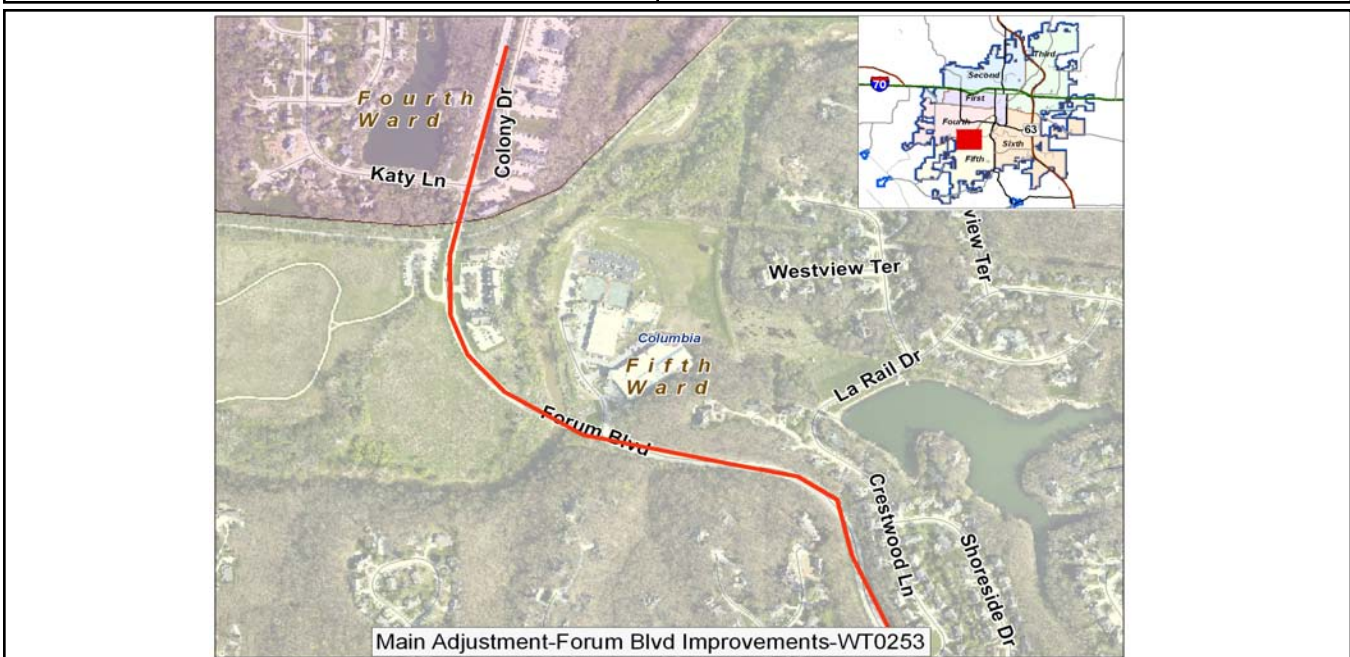 Fourth
Ward
Colony Dr
Katy Ln
70
Second
Third
First
Fourth
63
Sixth
Fifth
view Ter
Westview Ter
Columbia
Fifth
Ward
La Rail Dr
Forum Blvd
Crestwood Ln
Shoreside Dr
Main Adjustment-Forum Blvd Improvements-WT0253